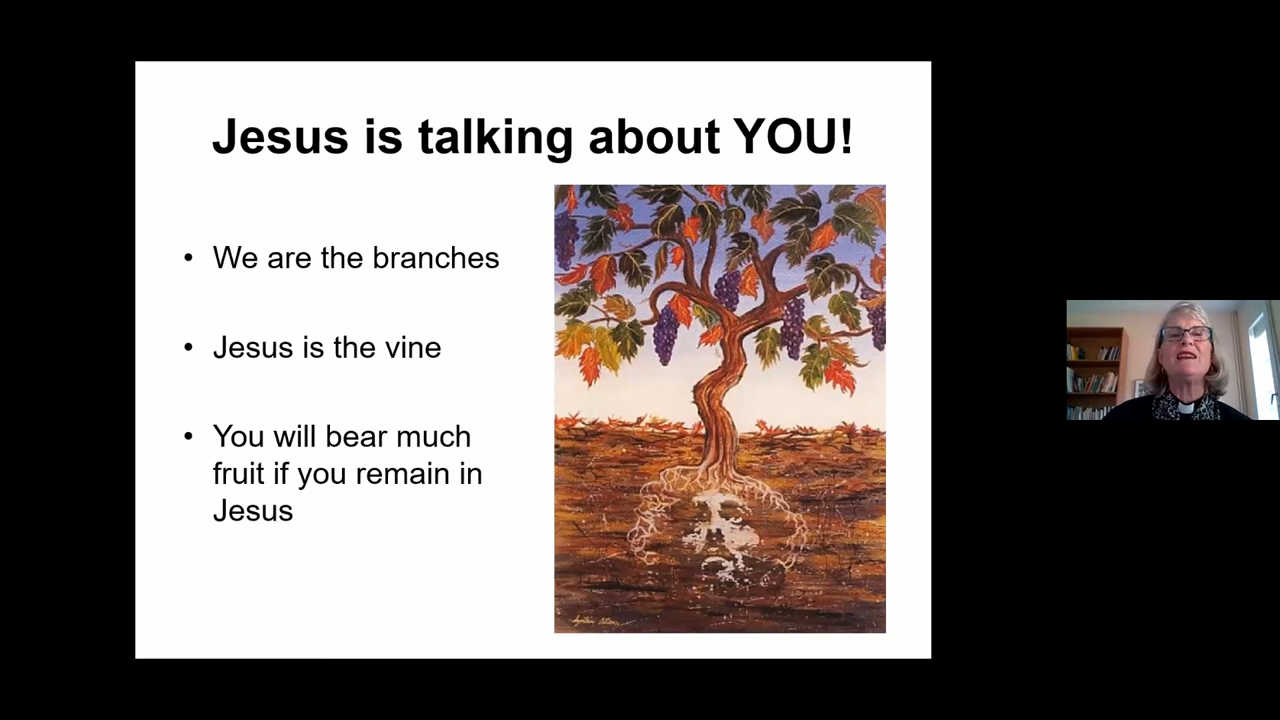 Jesus is talking about YOU!
• We are the branches
• Jesus is the vine
• You will bear much
fruit if you remain in
Jesus